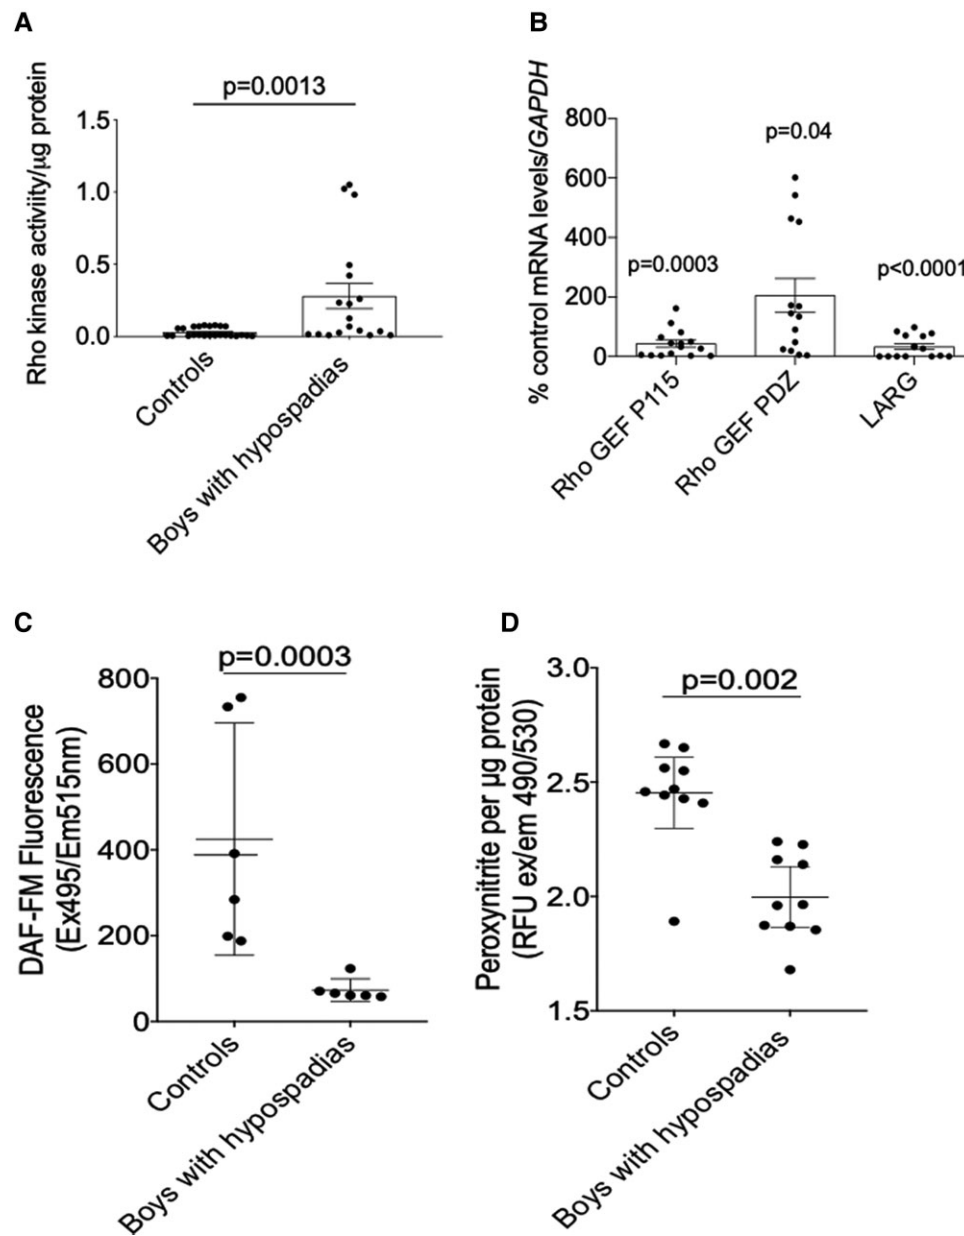 A
p=0.0013
Rho kinase activiity/µg protein
1.5
1.0
0.5
0.0
Controls
Boys with hypospadias
B
% control mRNA levels/GAPDH
800
600
400
200
0
p=0.0003
p=0.04
p<0.0001
Rho GEF P115
Rho GEF PDZ
LARG
C
p=0.0003
DAF-FM Fluorescence
(Ex495/Em515nm)
800
600
400
200
0
Controls
Boys with hypospadias
D
p=0.002
Peroxynitrite per µg protein
(RFU ex/em 490/530)
3.0
2.5
2.0
1.5
Controls
Boys with hypospadias